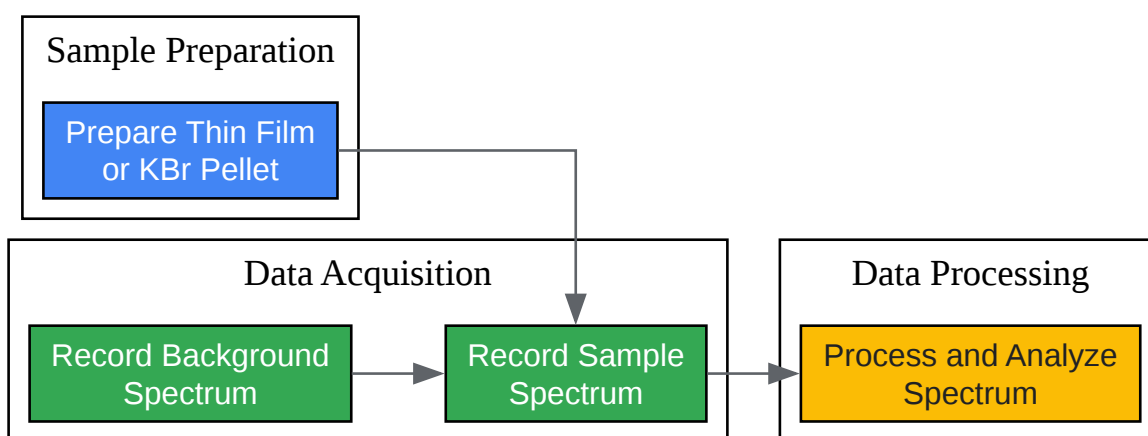 Sample Preparation
Prepare Thin Film
or KBr Pellet
Data Acquisition
Record Background
Spectrum
Record Sample
Spectrum
Data Processing
Process and Analyze
Spectrum